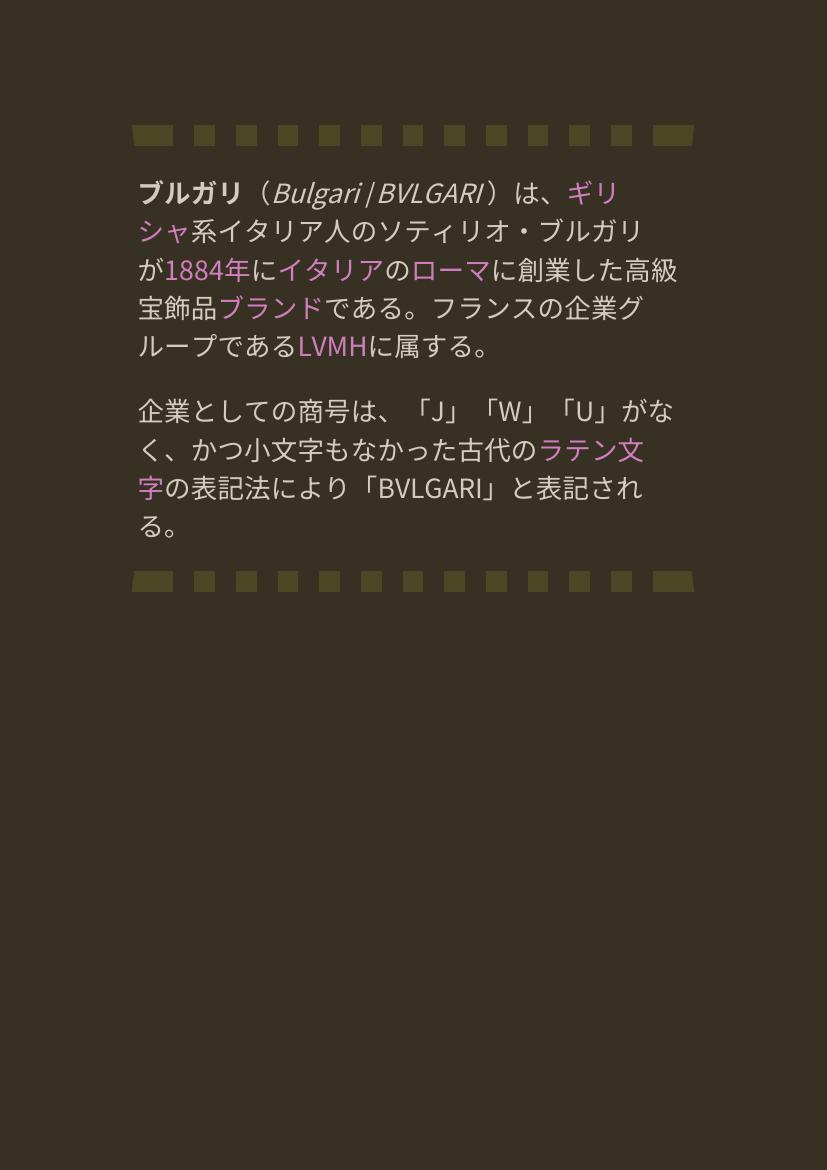 ブルガリ（Bulgari / BVLGARI）は、ギリ
シャ系イタリア人のソティリオ・ブルガリ
が1884年にイタリアのローマに創業した高級
宝飾品ブランドである。フランスの企業グ
ループであるLVMHに属する。
企業としての商号は、「J」「W」「U」がな
く、かつ小文字もなかった古代のラテン文
字の表記法により「BVLGARI」と表記され
る。